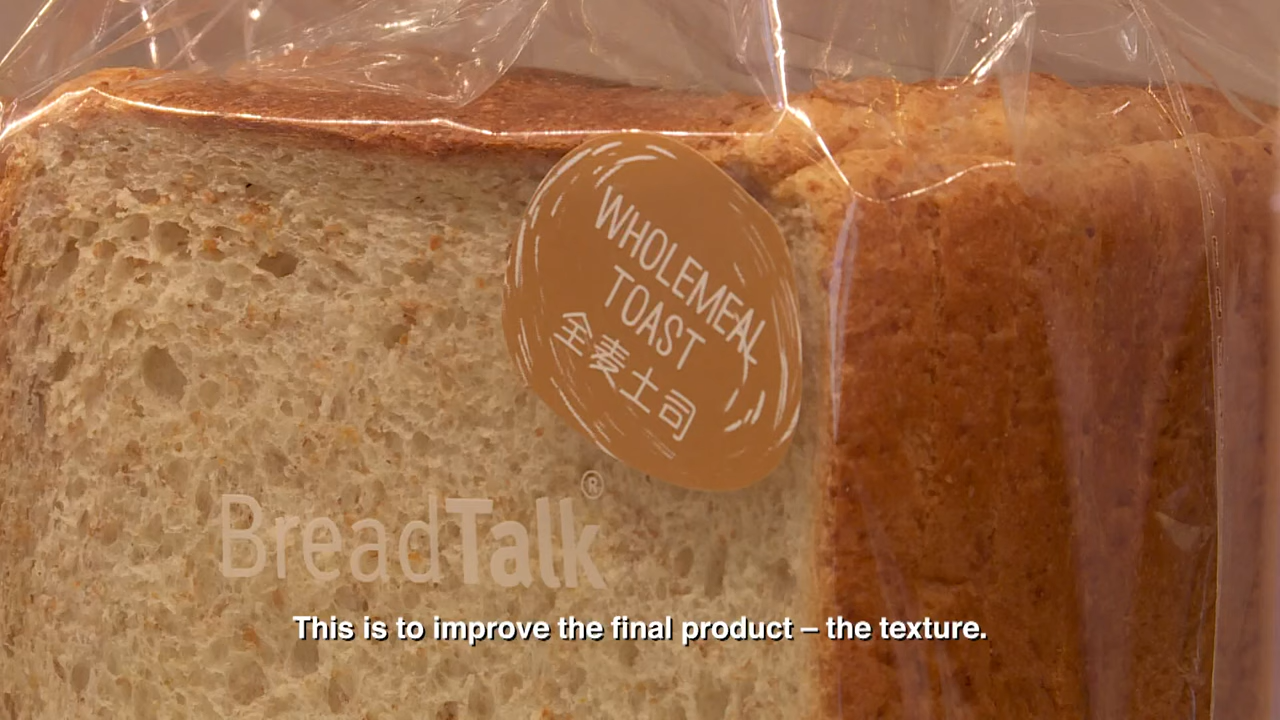 WHOLEMEAL
TOAST
全麦土司
BreadTalk®
This is to improve the final product – the texture.